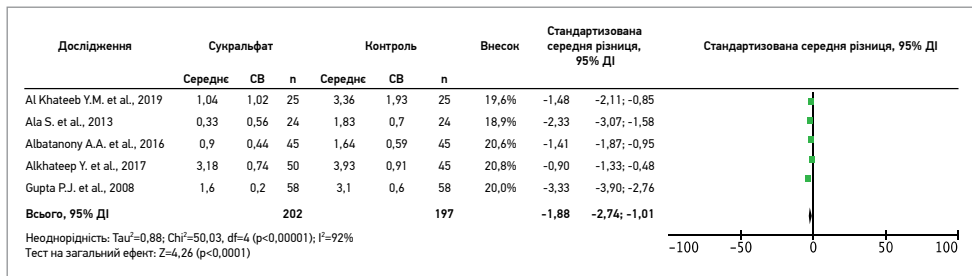 Дослідження Сукральфат Контроль Внесок Стандартизована середня різниця, 95% ДІ Стандартизована середня різниця, 95% ДІ
Середнє СВ n Середнє СВ n
Al Khateeb Y.M. et al., 2019 1,04 1,02 25 3,36 1,93 25 19,6% -1,48 -2,11; -0,85
Ala S. et al., 2013 0,33 0,56 24 1,83 0,7 24 18,9% -2,33 -3,07; -1,58
Albatanony A.A. et al., 2016 0,9 0,44 45 1,64 0,59 45 20,6% -1,41 -1,87; -0,95
Alkhateep Y. et al., 2017 3,18 0,74 50 3,93 0,91 45 20,8% -0,90 -1,33; -0,48
Gupta P.J. et al., 2008 1,6 0,2 58 3,1 0,6 58 20,0% -3,33 -3,90; -2,76
Всього, 95% ДІ 202 197 -1,88 -2,74; -1,01
Неоднорідність: Tau²=0,88; Chi²=50,03, df=4 (p<0,00001); I²=92%
Тест на загальний ефект: Z=4,26 (p<0,0001)
-100 -50 0 50 100